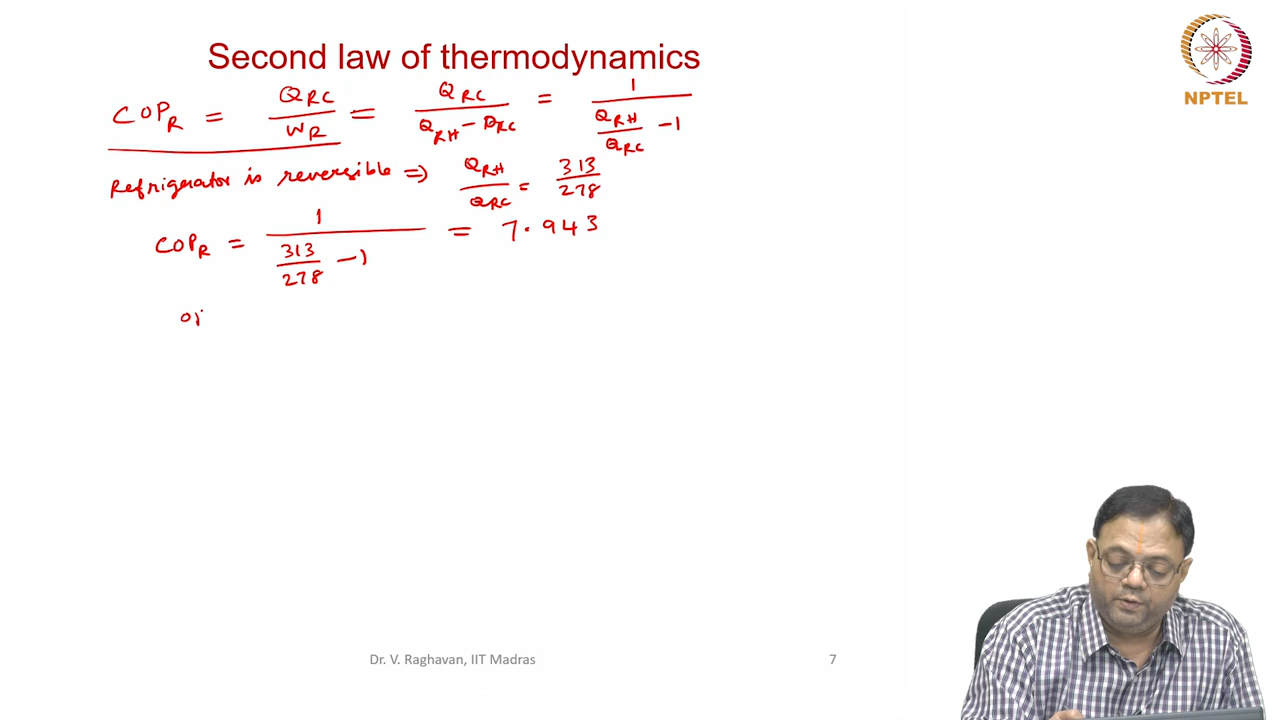 Second law of thermodynamics
NPTEL
COP_R = Q_RC / W_R = Q_RC / (Q_RH - Q_RC) = 1 / (Q_RH / Q_RC - 1)
Refrigerator is reversible ⇒ Q_RH / Q_RC = 313 / 278
COP_R = 1 / (313 / 278 - 1) = 7.943
Dr. V. Raghavan, IIT Madras
7